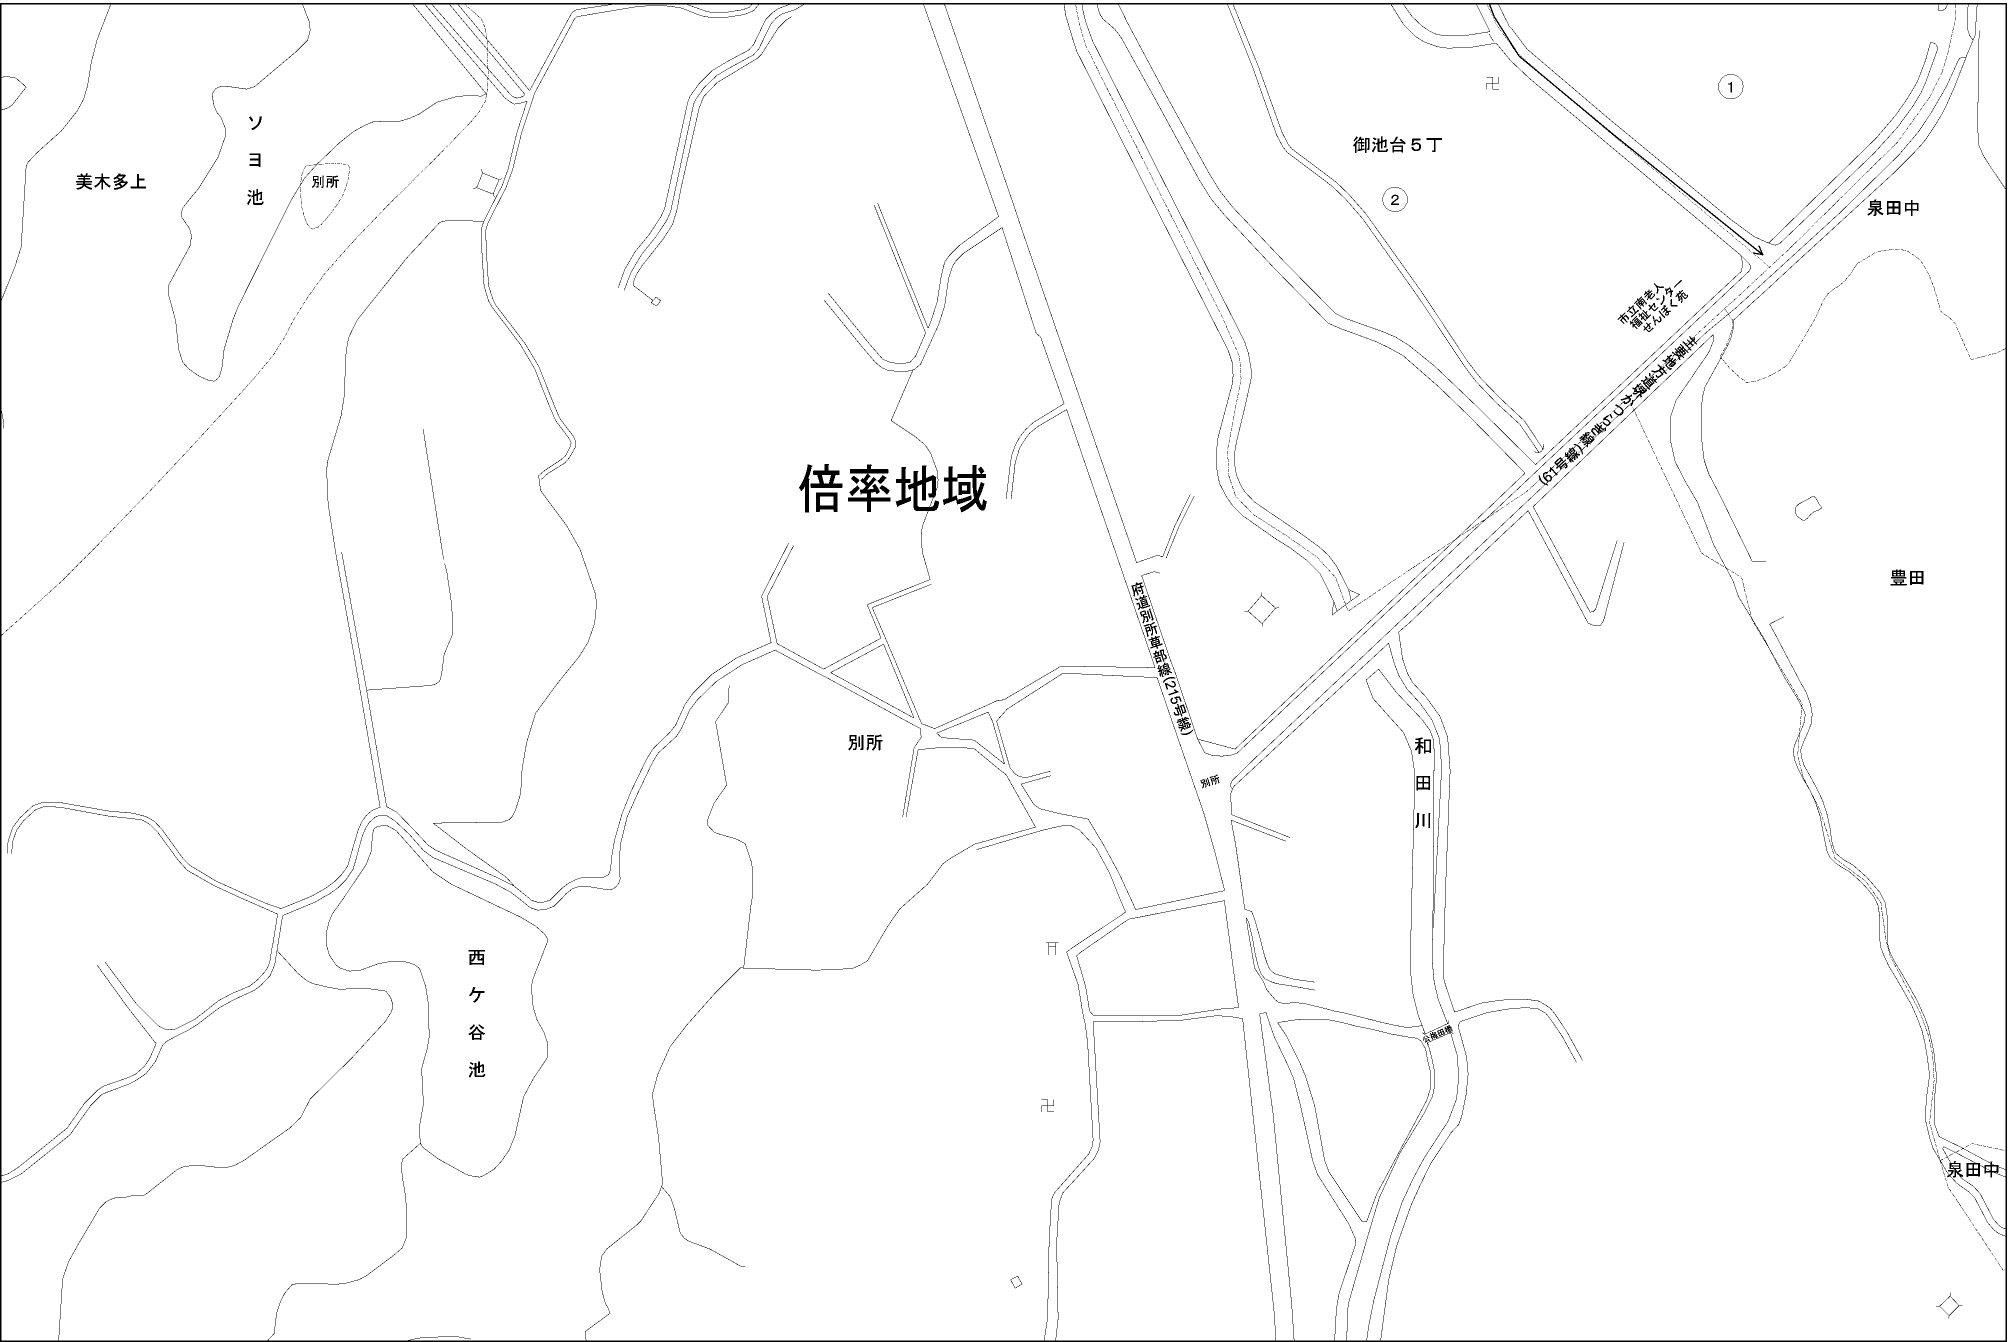 ①
ソヨ池
御池台５丁
別所
美木多上
②
泉田中
市立南老人
福祉センター
せんぼく苑
主要地方道堺かつらぎ線(61号線)
倍率地域
豊田
府道別所草部線(215号線)
別所
和田川
別所
西ケ谷池
泉田中